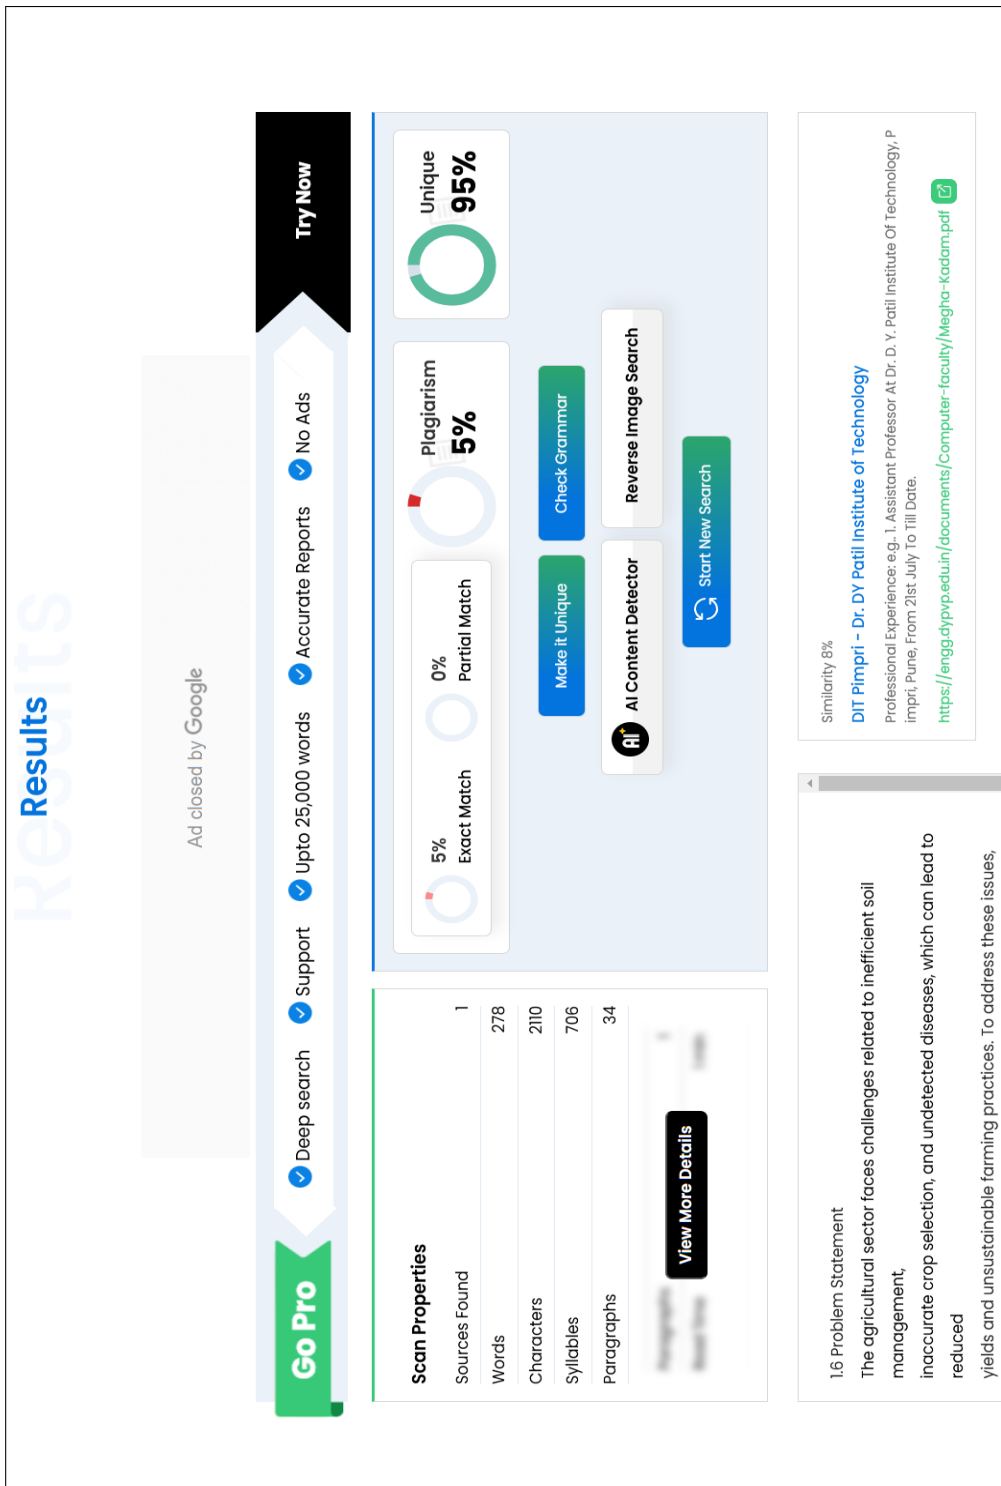 Results
Ad closed by Google
Go Pro
Deep search
Support
Upto 25,000 words
Accurate Reports
No Ads
Try Now
Scan Properties
Sources Found 1
Words 278
Characters 2110
Syllables 706
Paragraphs 34
View More Details
5%
Exact Match
0%
Partial Match
Plagiarism
5%
Unique
95%
Make it Unique
Check Grammar
AI AI Content Detector
Reverse Image Search
Start New Search
1.6 Problem Statement
The agricultural sector faces challenges related to inefficient soil
management,
inaccurate crop selection, and undetected diseases, which can lead to
reduced
yields and unsustainable farming practices. To address these issues,
Similarity 8%
DIT Pimpri - Dr. DY Patil Institute of Technology
Professional Experience: e.g.. 1. Assistant Professor At Dr. D. Y. Patil Institute Of Technology, P
impri, Pune, From 21st July To Till Date.
https://engg.dypvp.edu.in/documents/Computer-faculty/Megha-Kadam.pdf